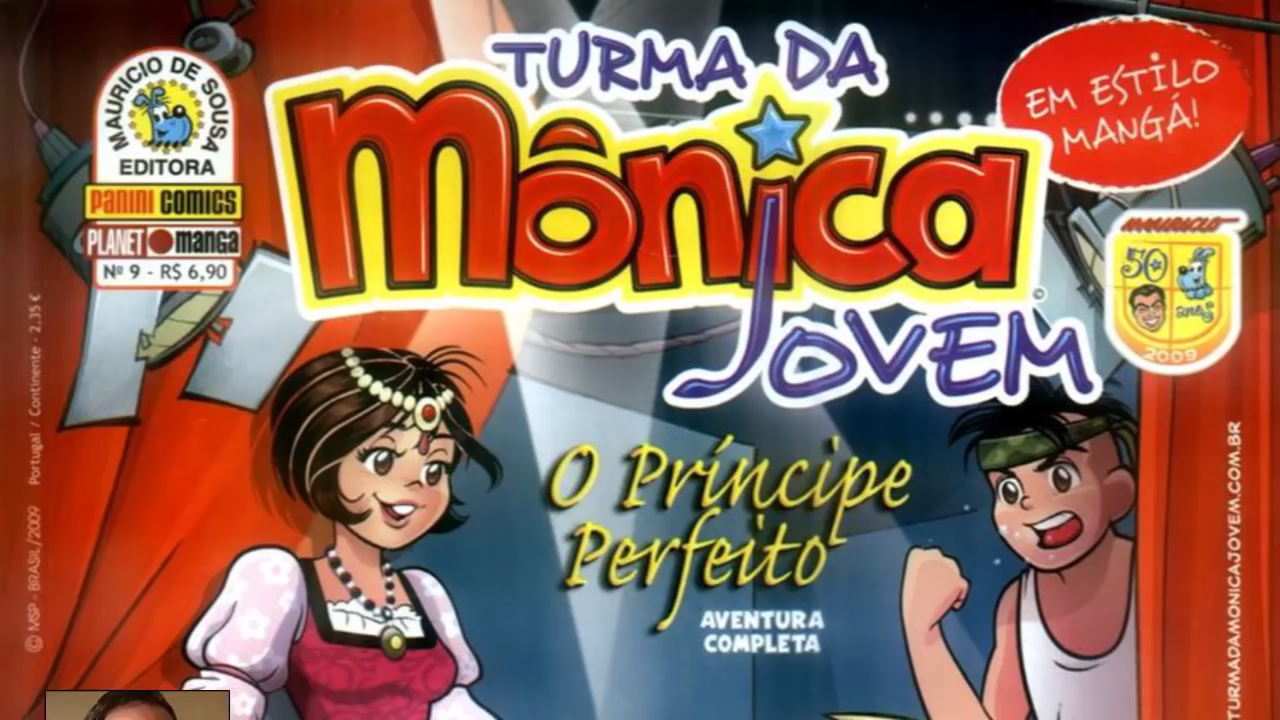 TURMA DA
Mônica
JOVEM
EM ESTILO
MANGÁ!
MAURICIO DE SOUSA
EDITORA
PANINI COMICS
PLANET manga
Nº 9 - R$ 6,90
MAURICIO
50
anos
2009
O Príncipe
Perfeito
AVENTURA
COMPLETA
© MSP - BRASIL/2009 Portugal / Continente - 2,35 €
TURMADAMONICAJOVEM.COM.BR